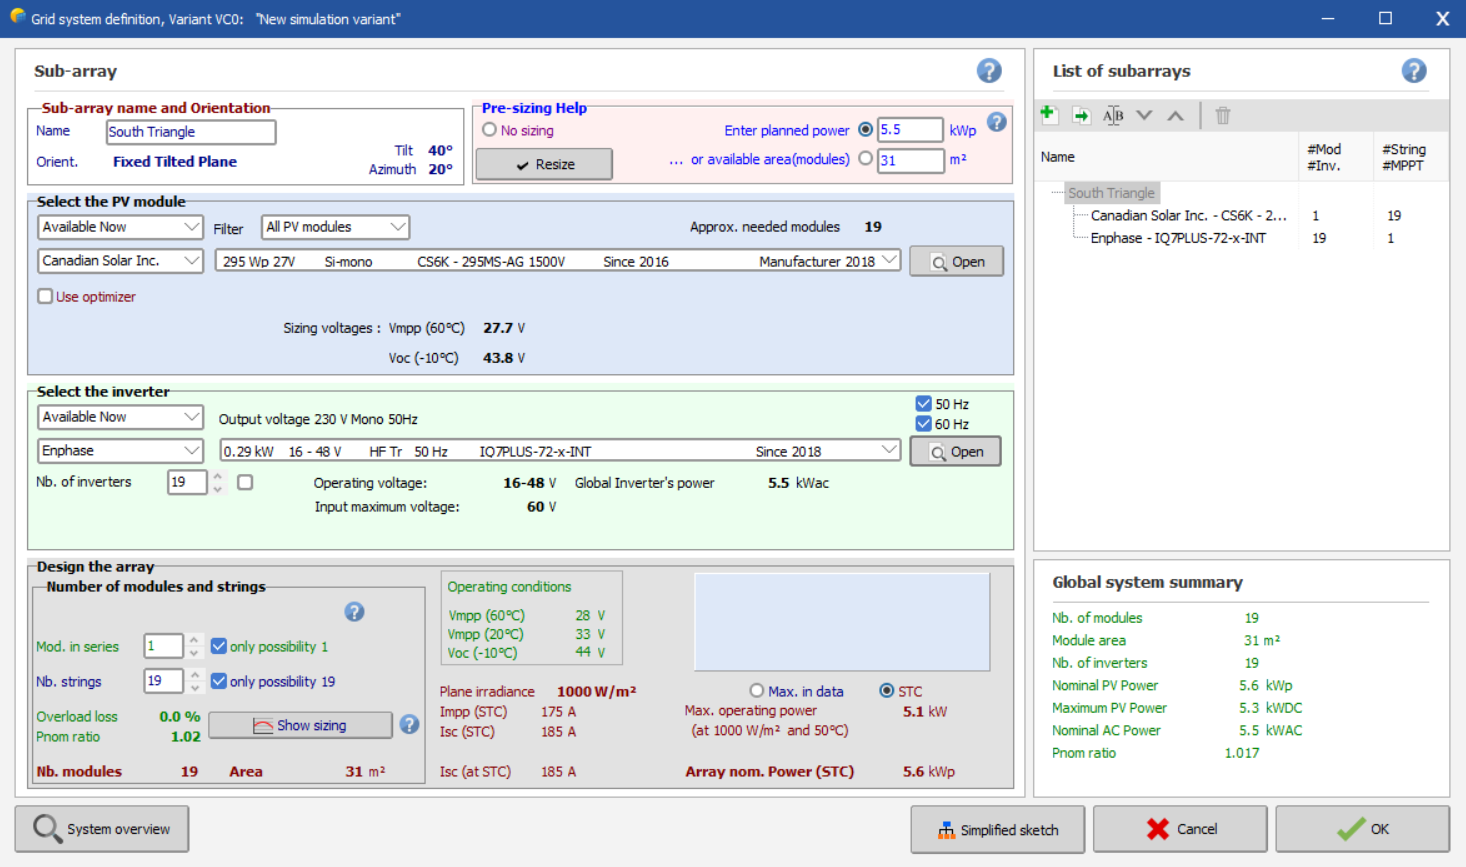 Grid system definition, Variant VC0:   "New simulation variant"
Sub-array
Sub-array name and Orientation
Name South Triangle
Orient. Fixed Tilted Plane
Tilt 40°
Azimuth 20°
Pre-sizing Help
No sizing
Enter planned power 5.5 kWp
Resize
... or available area(modules) 31 m²
Select the PV module
Available Now Filter All PV modules Approx. needed modules 19
Canadian Solar Inc. 295 Wp 27V Si-mono CS6K - 295MS-AG 1500V Since 2016 Manufacturer 2018 Open
Use optimizer
Sizing voltages : Vmpp (60°C) 27.7 V
Voc (-10°C) 43.8 V
Select the inverter
Available Now Output voltage 230 V Mono 50Hz
50 Hz
60 Hz
Enphase 0.29 kW 16 - 48 V HF Tr 50 Hz IQ7PLUS-72-x-INT Since 2018 Open
Nb. of inverters 19 Operating voltage: 16-48 V Global Inverter's power 5.5 kWac
Input maximum voltage: 60 V
Design the array
Number of modules and strings
Mod. in series 1 only possibility 1
Nb. strings 19 only possibility 19
Overload loss 0.0 %
Pnom ratio 1.02
Show sizing
Nb. modules 19 Area 31 m²
Operating conditions
Vmpp (60°C) 28 V
Vmpp (20°C) 33 V
Voc (-10°C) 44 V
Plane irradiance 1000 W/m²
Impp (STC) 175 A
Isc (STC) 185 A
Isc (at STC) 185 A
Max. in data STC
Max. operating power 5.1 kW
(at 1000 W/m² and 50°C)
Array nom. Power (STC) 5.6 kWp
List of subarrays
Name #Mod #String
#Inv. #MPPT
South Triangle
Canadian Solar Inc. - CS6K - 2... 1 19
Enphase - IQ7PLUS-72-x-INT 19 1
Global system summary
Nb. of modules 19
Module area 31 m²
Nb. of inverters 19
Nominal PV Power 5.6 kWp
Maximum PV Power 5.3 kWDC
Nominal AC Power 5.5 kWAC
Pnom ratio 1.017
System overview
Simplified sketch
Cancel
OK